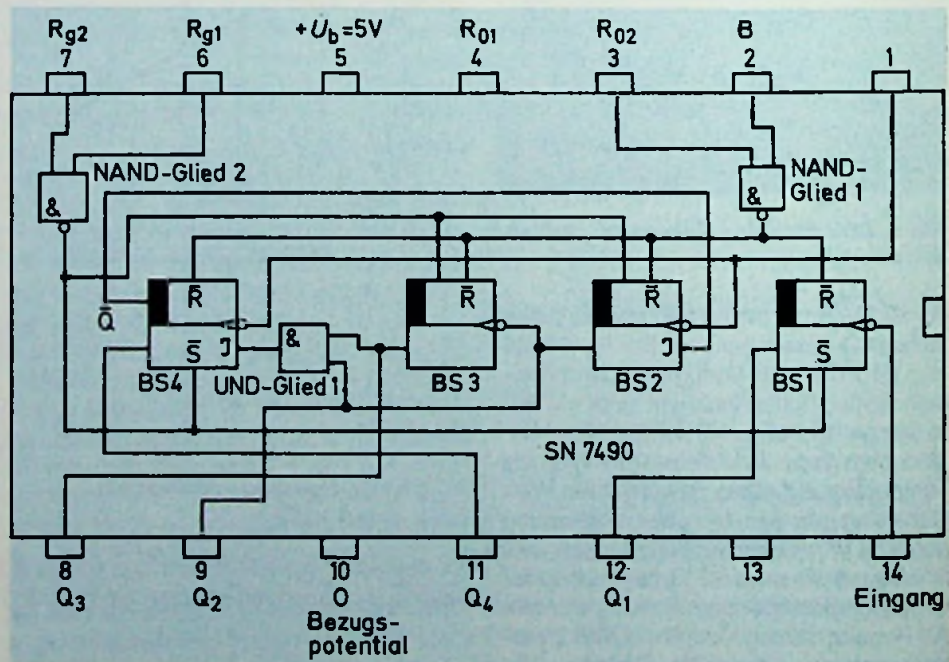 Rg2 Rg1 +Ub=5V R01 R02 B
7 6 5 4 3 2 1
NAND-Glied 2
NAND-
Glied 1
&
&
R̄ R̄ R̄ R̄
Q̄
S̄ & S̄
J J
BS4 UND-Glied 1 BS3 BS2 BS1
SN 7490
8 9 10 11 12 13 14
Q3 Q2 0 Q4 Q1 Eingang
Bezugs-
potential